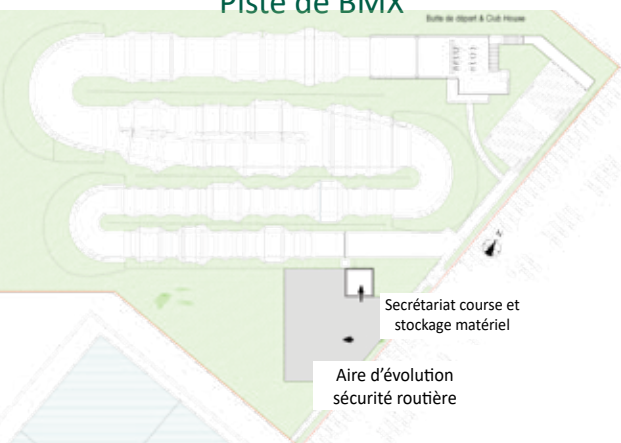 Piste de BMX
Butte de départ & Club House
N
Secrétariat course et
stockage matériel
Aire d'évolution
sécurité routière